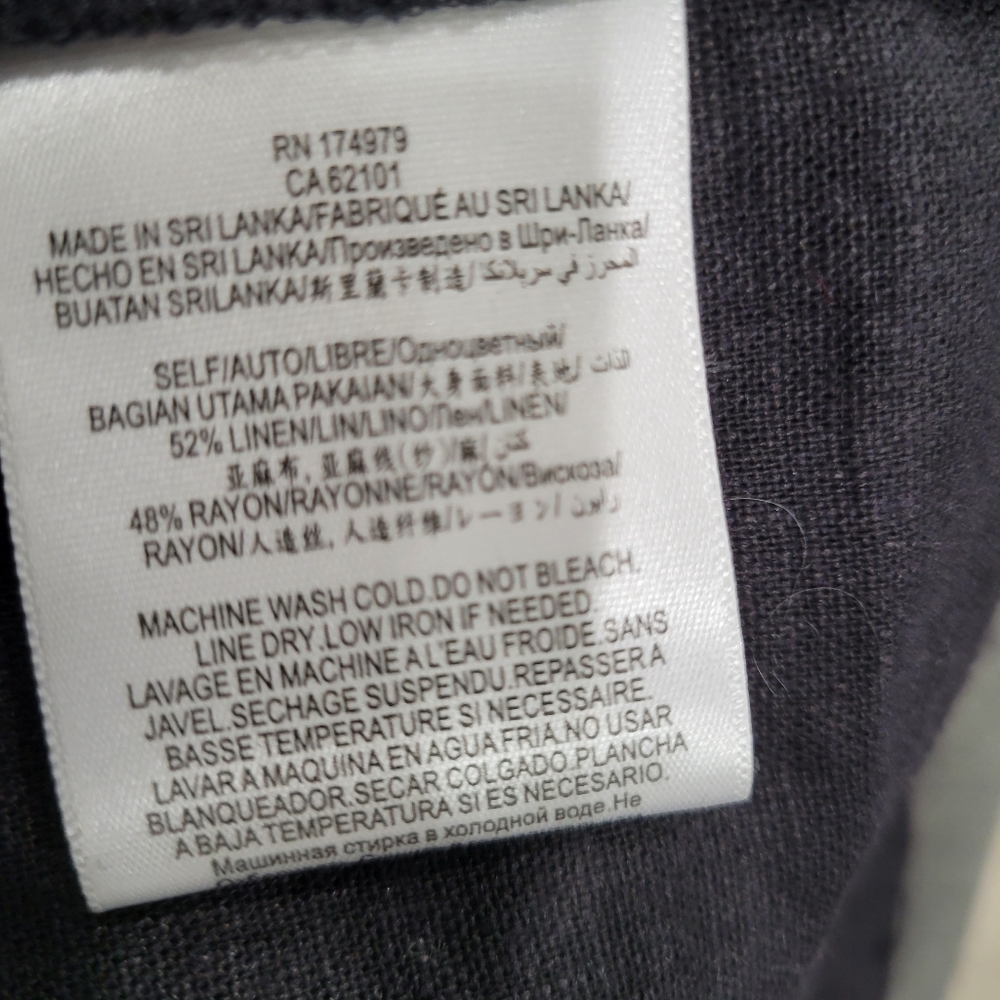 RN 174979
CA 62101
MADE IN SRI LANKA/FABRIQUÉ AU SRI LANKA/
HECHO EN SRI LANKA/Произведено в Шри-Ланка/
BUATAN SRILANKA/斯里蘭卡制造/
SELF/AUTO/LIBRE/Одноцветный/
BAGIAN UTAMA PAKAIAN/大身面料/表地/ الذات
52% LINEN/LIN/LINO/Лен/LINEN/
亚麻布, 亚麻线(纱)/麻/ كتان
48% RAYON/RAYONNE/RAYÓN/Вискоза/
RAYON/人造丝, 人造纤维/レーヨン/ رايون
MACHINE WASH COLD.DO NOT BLEACH.
LINE DRY.LOW IRON IF NEEDED
LAVAGE EN MACHINE A L'EAU FROIDE.SANS
JAVEL.SECHAGE SUSPENDU.REPASSER A
BASSE TEMPERATURE SI NECESSAIRE.
LAVAR A MAQUINA EN AGUA FRIA.NO USAR
BLANQUEADOR.SECAR COLGADO.PLANCHA
A BAJA TEMPERATURA SI ES NECESARIO.
Машинная стирка в холодной воде.Не